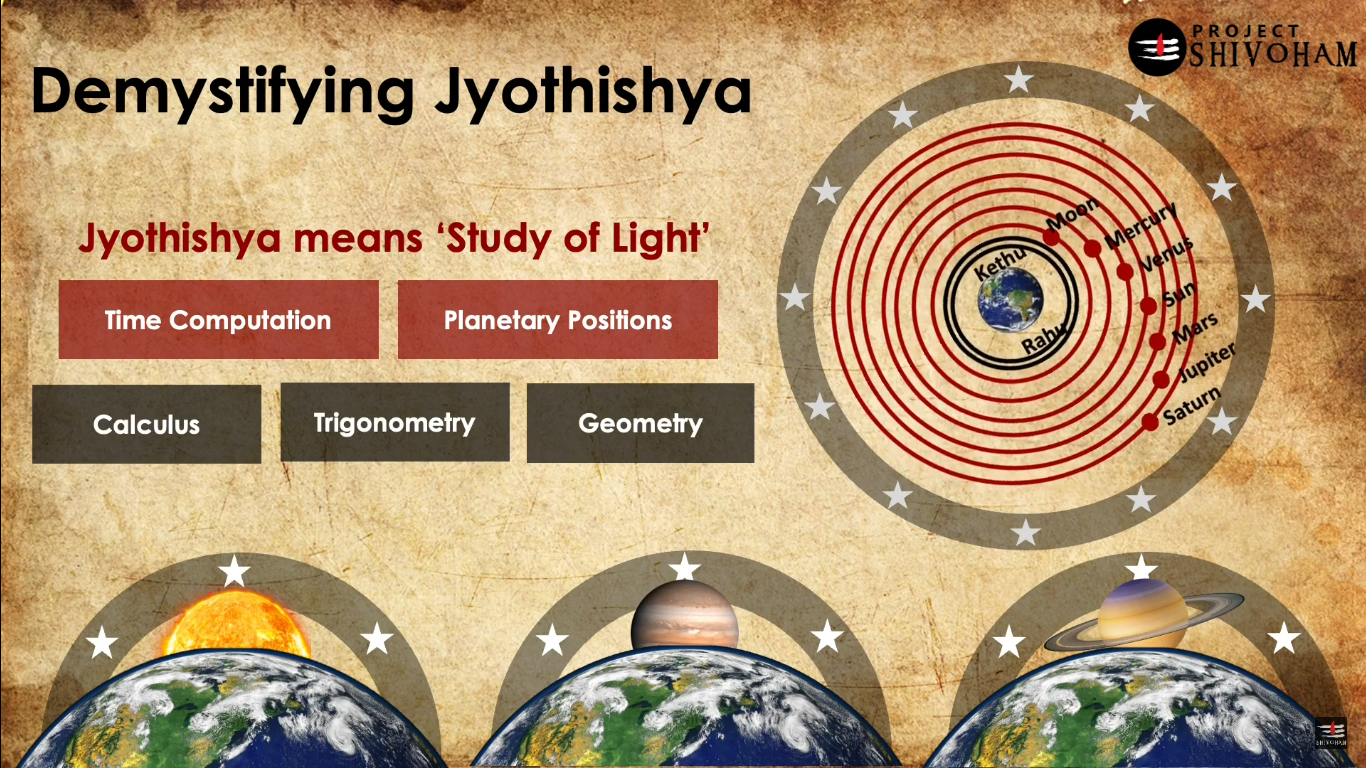 PROJECT
SHIVOHAM
Demystifying Jyothishya
Jyothishya means ‘Study of Light’
Time Computation
Planetary Positions
Calculus
Trigonometry
Geometry
Moon
Mercury
Venus
Sun
Mars
Jupiter
Saturn
Kethu
Rahu
SHIVOHAM